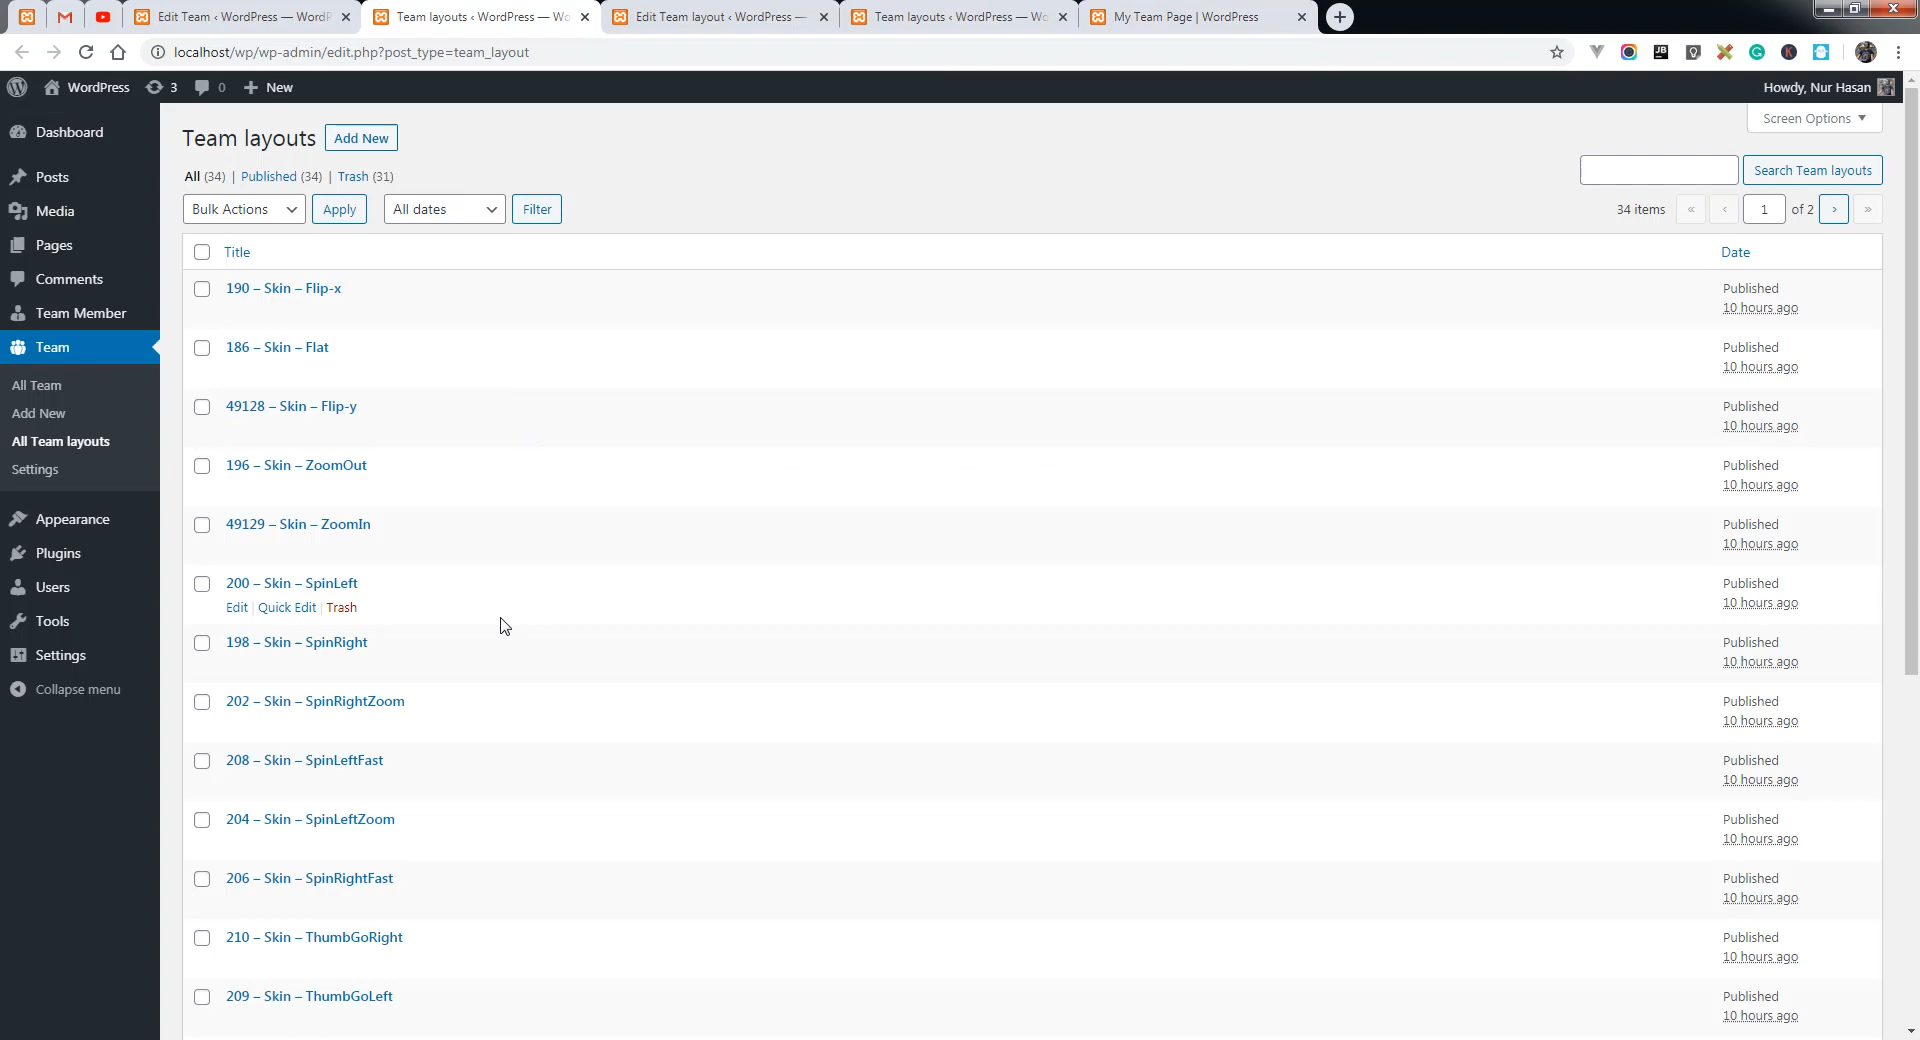 Edit Team ‹ WordPress — WordP
Team layouts ‹ WordPress — Wo
Edit Team layout ‹ WordPress —
Team layouts ‹ WordPress — Wo
My Team Page | WordPress
localhost/wp/wp-admin/edit.php?post_type=team_layout
WordPress
3
0
New
Howdy, Nur Hasan
Dashboard
Posts
Media
Pages
Comments
Team Member
Team
All Team
Add New
All Team layouts
Settings
Appearance
Plugins
Users
Tools
Settings
Collapse menu
Screen Options
Team layouts
Add New
All (34) | Published (34) | Trash (31)
Search Team layouts
Bulk Actions
Apply
All dates
Filter
34 items « ‹ 1 of 2 › »
Title
Date
190 – Skin – Flip-x
Published
10 hours ago
186 – Skin – Flat
Published
10 hours ago
49128 – Skin – Flip-y
Published
10 hours ago
196 – Skin – ZoomOut
Published
10 hours ago
49129 – Skin – ZoomIn
Published
10 hours ago
200 – Skin – SpinLeft
Edit | Quick Edit | Trash
Published
10 hours ago
198 – Skin – SpinRight
Published
10 hours ago
202 – Skin – SpinRightZoom
Published
10 hours ago
208 – Skin – SpinLeftFast
Published
10 hours ago
204 – Skin – SpinLeftZoom
Published
10 hours ago
206 – Skin – SpinRightFast
Published
10 hours ago
210 – Skin – ThumbGoRight
Published
10 hours ago
209 – Skin – ThumbGoLeft
Published
10 hours ago